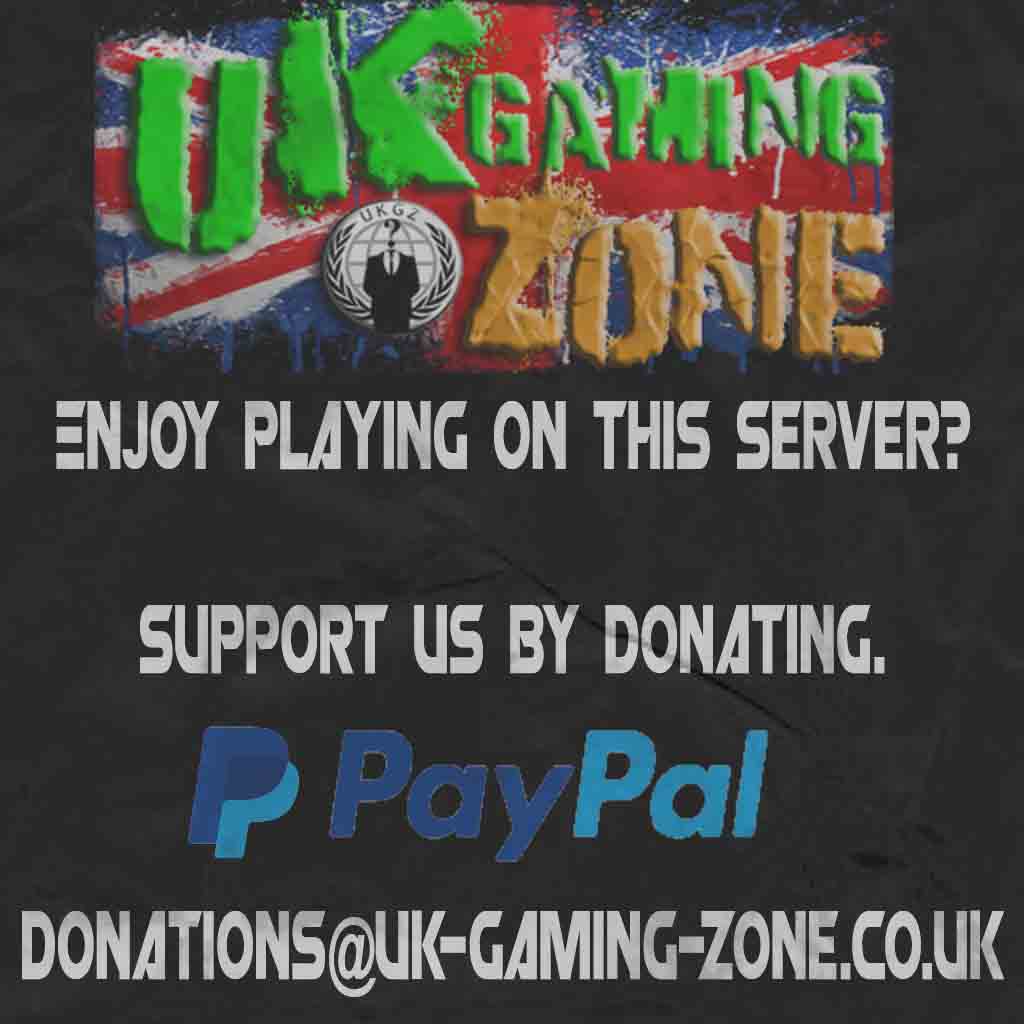 UK GAMING
UKGZ
?
ZONE
ENJOY PLAYING ON THIS SERVER?
SUPPORT US BY DONATING.
P PayPal
DONATIONS@UK-GAMING-ZONE.CO.UK